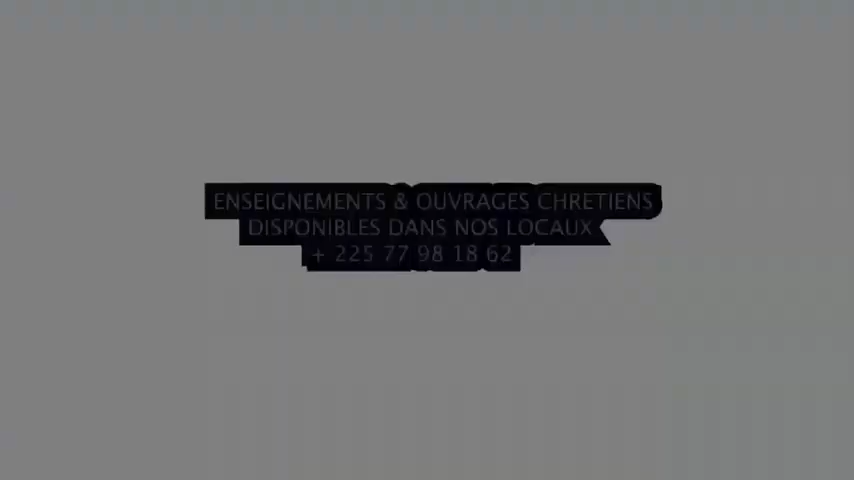 ENSEIGNEMENTS & OUVRAGES CHRETIENS
DISPONIBLES DANS NOS LOCAUX
+ 225 77 98 18 62